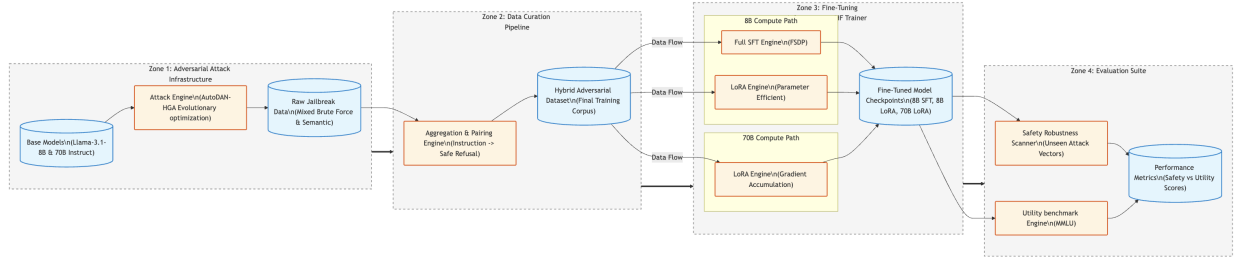 Zone 1: Adversarial Attack
Infrastructure
Base Models\n(Llama-3.1-
8B & 70B Instruct)
Attack Engine\n(AutoDAN-
HGA Evolutionary
optimization)
Raw Jailbreak
Data\n(Mixed Brute Force
& Semantic)
Zone 2: Data Curation
Pipeline
Aggregation & Pairing
Engine\n(Instruction ->
Safe Refusal)
Hybrid Adversarial
Dataset\n(Final Training
Corpus)
Data Flow
Data Flow
Data Flow
Zone 3: Fine-Tuning
IF Trainer
8B Compute Path
Full SFT Engine\n(FSDP)
LoRA Engine\n(Parameter
Efficient)
70B Compute Path
LoRA Engine\n(Gradient
Accumulation)
Fine-Tuned Model
Checkpoints\n(8B SFT, 8B
LoRA, 70B LoRA)
Zone 4: Evaluation Suite
Safety Robustness
Scanner\n(Unseen Attack
Vectors)
Utility benchmark
Engine\n(MMLU)
Performance
Metrics\n(Safety vs Utility
Scores)